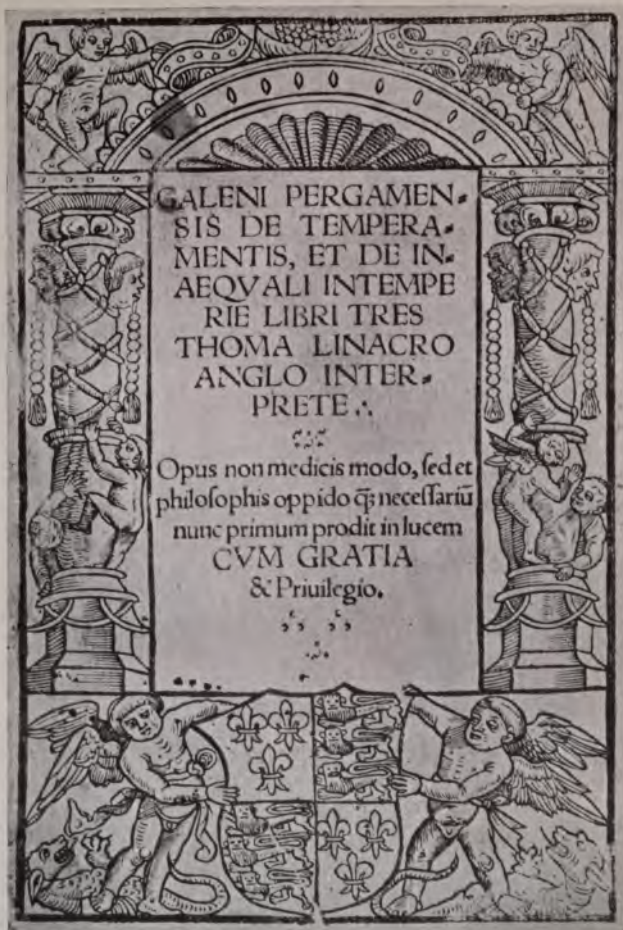 GALENI PERGAMEN-
SIS DE TEMPERA-
MENTIS, ET DE IN-
AEQVALI INTEMPE
RIE LIBRI TRES
THOMA LINACRO
ANGLO INTER-
PRETE.∴
Opus non medicis modo, ſed et
philoſophis oppido q̃ꝫ neceſſariũ
nunc primum prodit in lucem
CVM GRATIA
& Priuilegio.